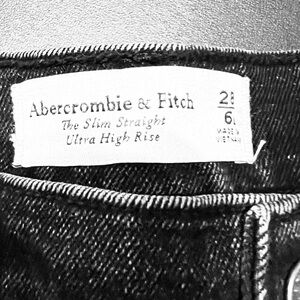 Abercrombie & Fitch
The Slim Straight
Ultra High Rise
28
6
MADE IN
VIETNAM